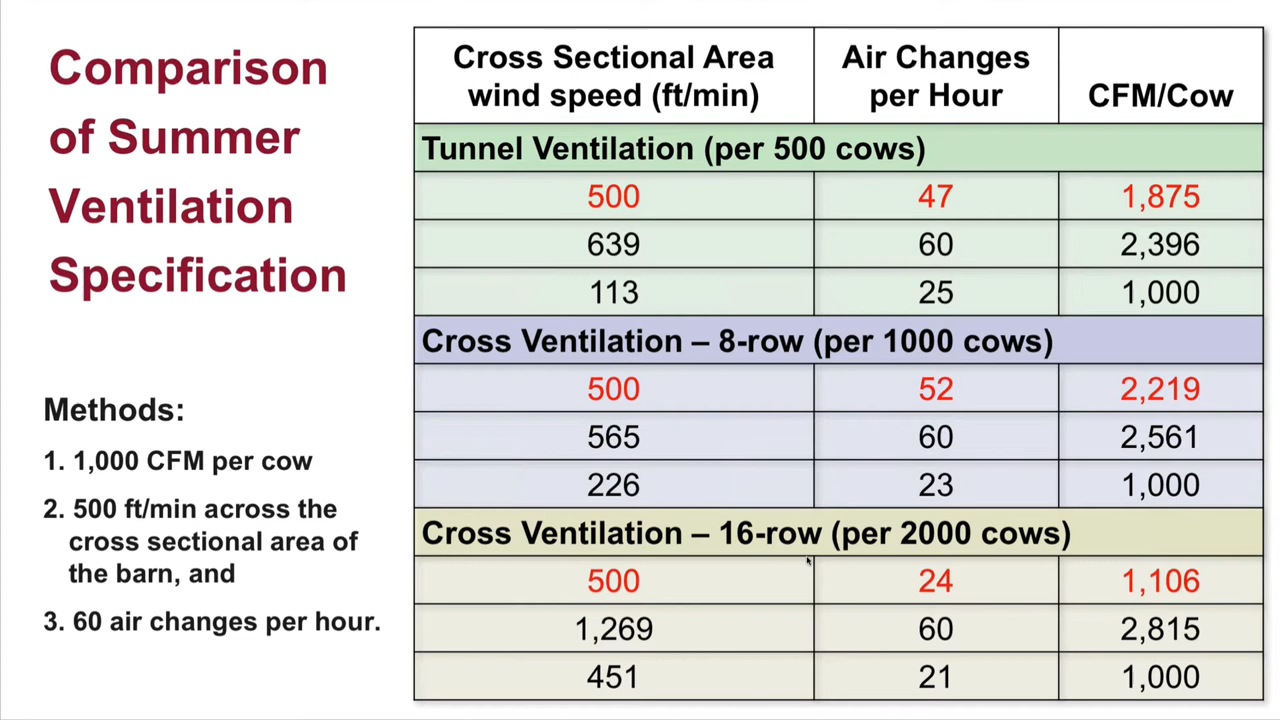 Comparison
of Summer
Ventilation
Specification
Methods:
1. 1,000 CFM per cow
2. 500 ft/min across the
cross sectional area of
the barn, and
3. 60 air changes per hour.
Cross Sectional Area
wind speed (ft/min)
Air Changes
per Hour
CFM/Cow
Tunnel Ventilation (per 500 cows)
500 47 1,875
639 60 2,396
113 25 1,000
Cross Ventilation – 8-row (per 1000 cows)
500 52 2,219
565 60 2,561
226 23 1,000
Cross Ventilation – 16-row (per 2000 cows)
500 24 1,106
1,269 60 2,815
451 21 1,000